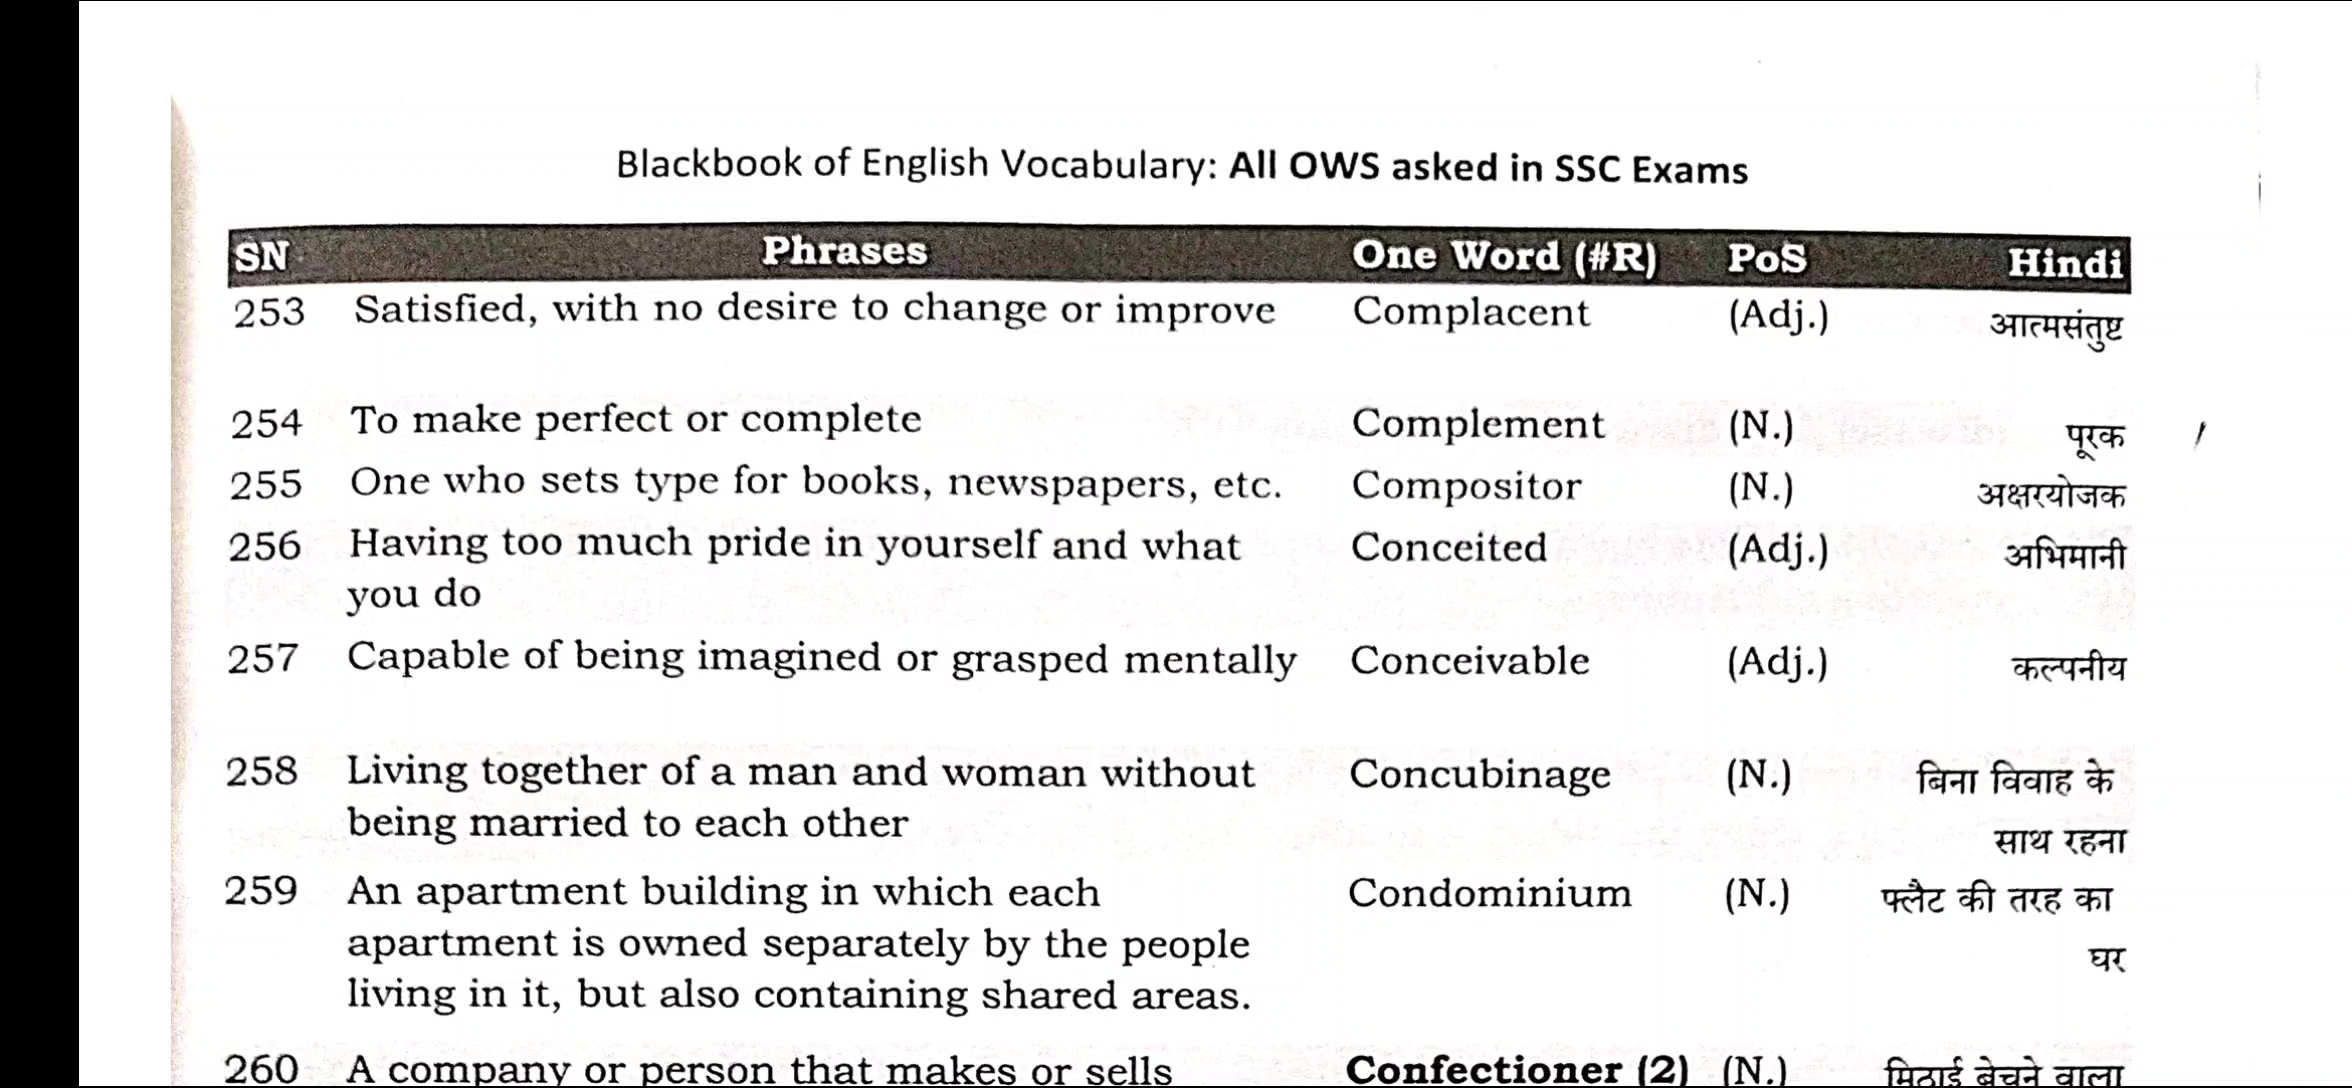 Blackbook of English Vocabulary: All OWS asked in SSC Exams
SN Phrases One Word (#R) PoS Hindi
253 Satisfied, with no desire to change or improve Complacent (Adj.) आत्मसंतुष्ट
254 To make perfect or complete Complement (N.) पूरक
255 One who sets type for books, newspapers, etc. Compositor (N.) अक्षरयोजक
256 Having too much pride in yourself and what Conceited (Adj.) अभिमानी
you do
257 Capable of being imagined or grasped mentally Conceivable (Adj.) कल्पनीय
258 Living together of a man and woman without Concubinage (N.) बिना विवाह के
being married to each other साथ रहना
259 An apartment building in which each Condominium (N.) फ्लैट की तरह का
apartment is owned separately by the people घर
living in it, but also containing shared areas.
260 A company or person that makes or sells Confectioner (2) (N.) मिठाई बेचने वाला